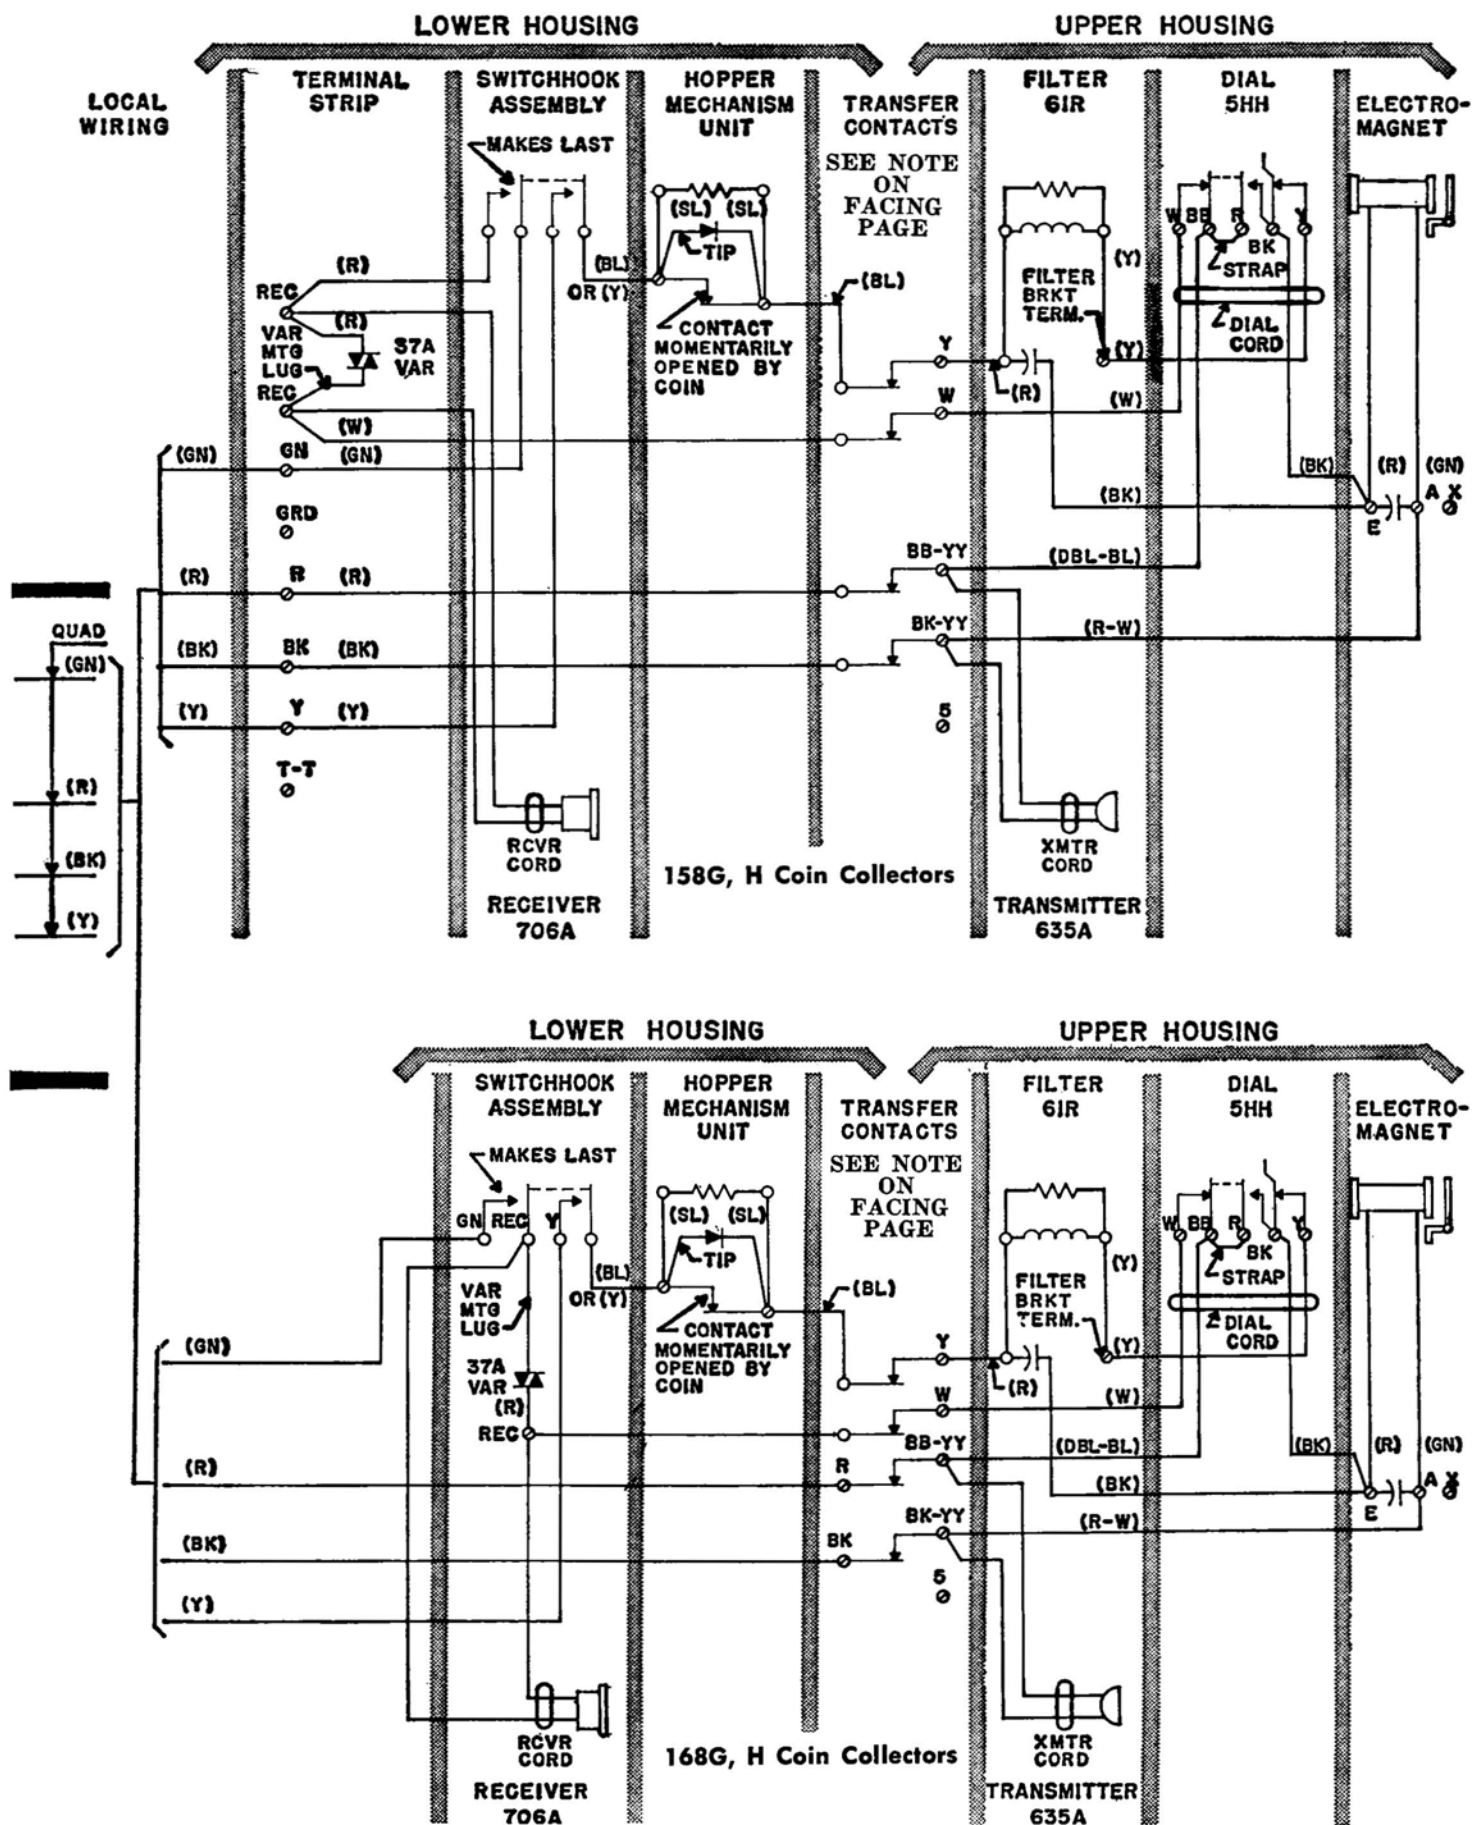 LOWER HOUSING
UPPER HOUSING
LOCAL
WIRING
TERMINAL
STRIP
SWITCHHOOK
ASSEMBLY
HOPPER
MECHANISM
UNIT
TRANSFER
CONTACTS
SEE NOTE
ON
FACING
PAGE
FILTER
61R
DIAL
5HH
ELECTRO-
MAGNET
MAKES LAST
(SL) (SL)
TIP
(BL)
OR (Y)
(BL)
CONTACT
MOMENTARILY
OPENED BY
COIN
(R)
REC
(R)
VAR
MTG
LUG
37A
VAR
REC
(W)
(GN)
GN
(GN)
GRD
(R)
R
(R)
(BK)
BK
(BK)
(Y)
Y
(Y)
T-T
QUAD
(GN)
(R)
(BK)
(Y)
Y
W
BB-YY
BK-YY
5
(Y)
FILTER
BRKT
TERM.
(Y)
(R)
(W)
(BK)
(DBL-BL)
(R-W)
W BB R Y
BK
STRAP
DIAL
CORD
(BK)
(R)
(GN)
E
A X
RCVR
CORD
RECEIVER
706A
158G, H Coin Collectors
XMTR
CORD
TRANSMITTER
635A
LOWER HOUSING
UPPER HOUSING
SWITCHHOOK
ASSEMBLY
HOPPER
MECHANISM
UNIT
TRANSFER
CONTACTS
SEE NOTE
ON
FACING
PAGE
FILTER
61R
DIAL
5HH
ELECTRO-
MAGNET
MAKES LAST
GN REC Y
(SL) (SL)
TIP
(BL)
OR (Y)
(BL)
CONTACT
MOMENTARILY
OPENED BY
COIN
VAR
MTG
LUG
37A
VAR
(R)
REC
(GN)
(R)
(BK)
(Y)
R
BK
Y
W
BB-YY
BK-YY
5
(Y)
FILTER
BRKT
TERM.
(Y)
(R)
(W)
(DBL-BL)
(BK)
(R-W)
W BB R Y
BK
STRAP
DIAL
CORD
(BK)
(R)
(GN)
E
A X
RCVR
CORD
RECEIVER
706A
168G, H Coin Collectors
XMTR
CORD
TRANSMITTER
635A